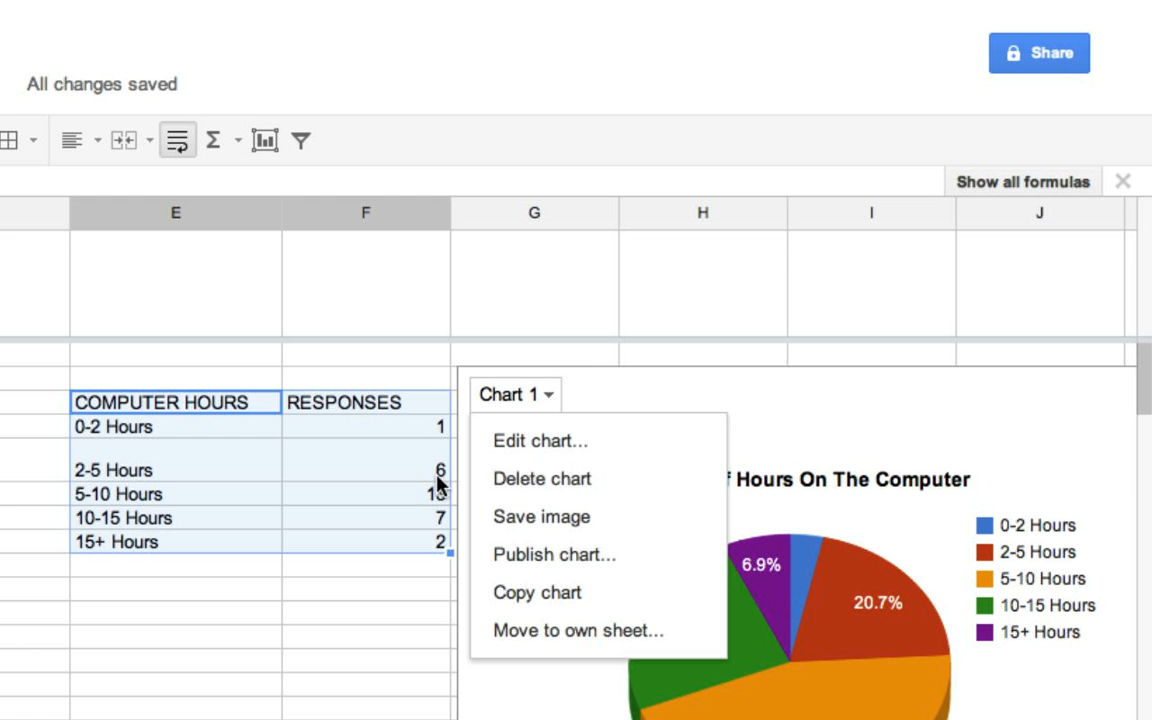 Share
All changes saved
Σ
Show all formulas
E F G H I J
COMPUTER HOURS RESPONSES
0-2 Hours 1
2-5 Hours 6
5-10 Hours
10-15 Hours 7
15+ Hours 2
Chart 1
Edit chart...
Delete chart
Save image
Publish chart...
Copy chart
Move to own sheet...
Hours On The Computer
0-2 Hours
2-5 Hours
5-10 Hours
10-15 Hours
15+ Hours
6.9%
20.7%